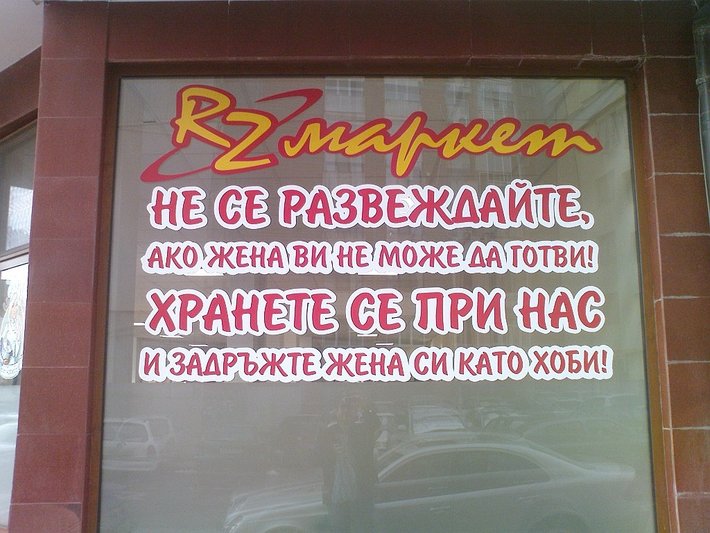 RZ маркет
НЕ СЕ РАЗВЕЖДАЙТЕ,
АКО ЖЕНА ВИ НЕ МОЖЕ ДА ГОТВИ!
ХРАНЕТЕ СЕ ПРИ НАС
И ЗАДРЪЖТЕ ЖЕНА СИ КАТО ХОБИ!